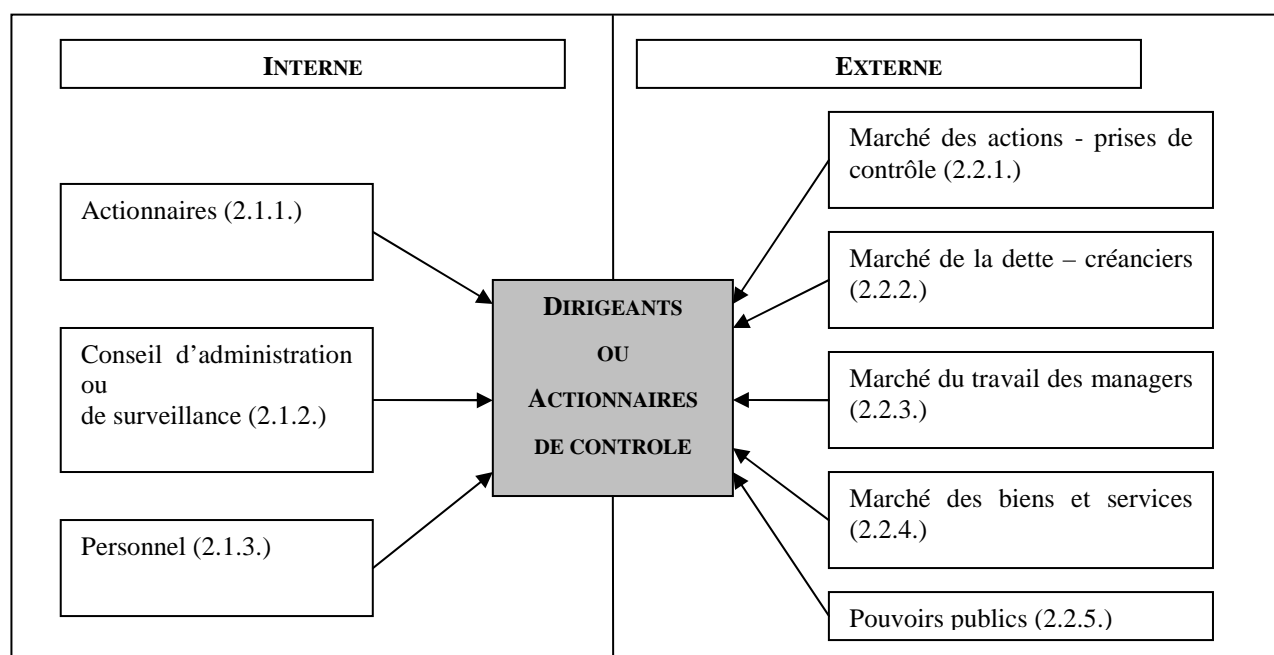 INTERNE
Actionnaires (2.1.1.)
Conseil d’administration
ou
de surveillance (2.1.2.)
Personnel (2.1.3.)
DIRIGEANTS
OU
ACTIONNAIRES
DE CONTROLE
EXTERNE
Marché des actions - prises de
contrôle (2.2.1.)
Marché de la dette – créanciers
(2.2.2.)
Marché du travail des managers
(2.2.3.)
Marché des biens et services
(2.2.4.)
Pouvoirs publics (2.2.5.)